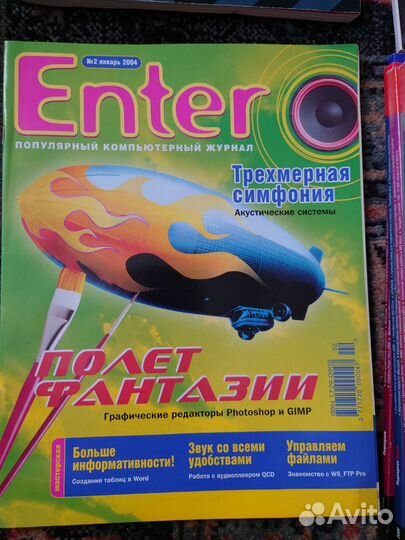 №2 январь 2004
Enter
ПОПУЛЯРНЫЙ КОМПЬЮТЕРНЫЙ ЖУРНАЛ
Трехмерная
симфония
Акустические системы
ПОЛЕТ
ФАНТАЗИИ
Графические редакторы Photoshop и GIMP
мастерская
Больше
информативности!
Создание таблиц в Word
Звук со всеми
удобствами
Работа с аудиоплеером QCD
Управляем
файлами
Знакомство с WS_FTP Pro
Avito